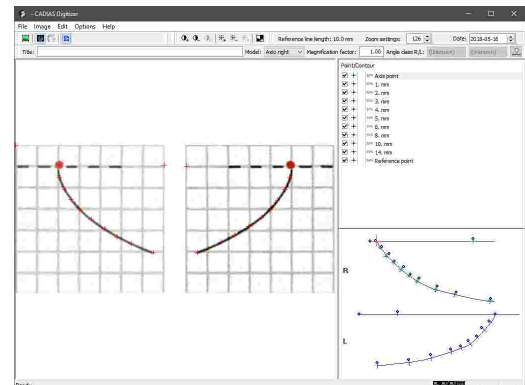 - CADIAS Digitizer
File Image Edit Options Help
Reference line length: 10.0 mm Zoom settings: 126 Date: 2018-05-16
Title: Model: Axis right Magnification factor: 1.00 Angle class R/L: (Unknown) (Unknown)
Point/Contour
Axis point
1. mm
2. mm
3. mm
4. mm
5. mm
6. mm
8. mm
10. mm
14. mm
Reference point
R
L
Ready